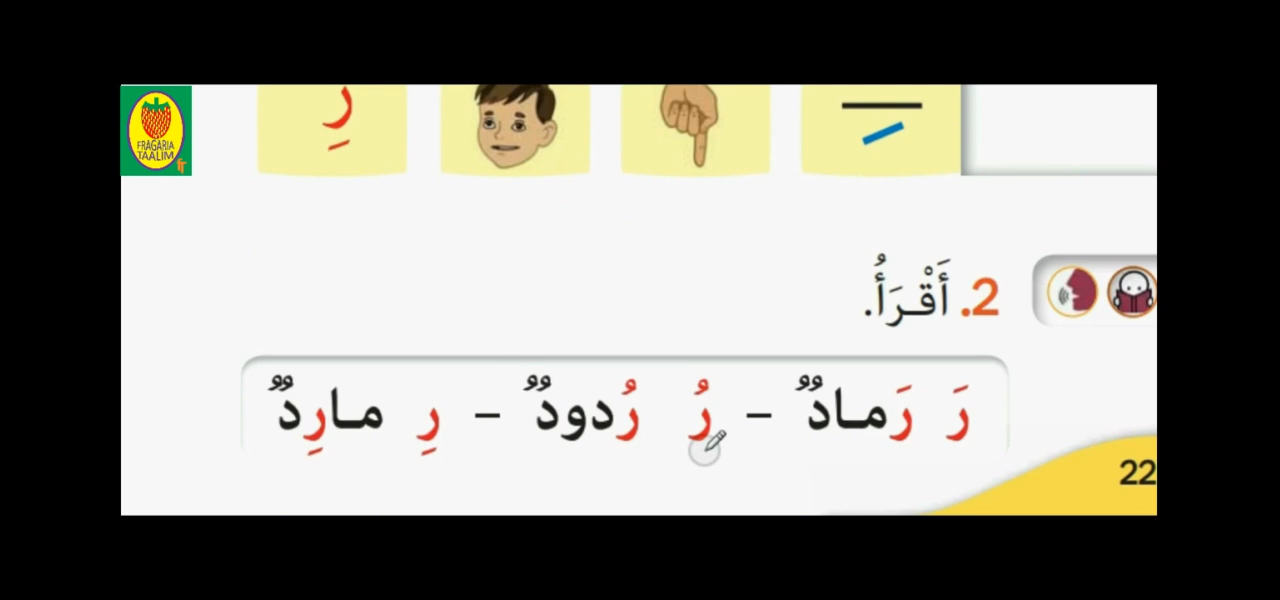 FRAGARIA
TAALIM
رِ
2. أَقْـرَأُ.
رَ رَمـادٌ – رُ رُدودٌ – رِ مـارِدٌ
22